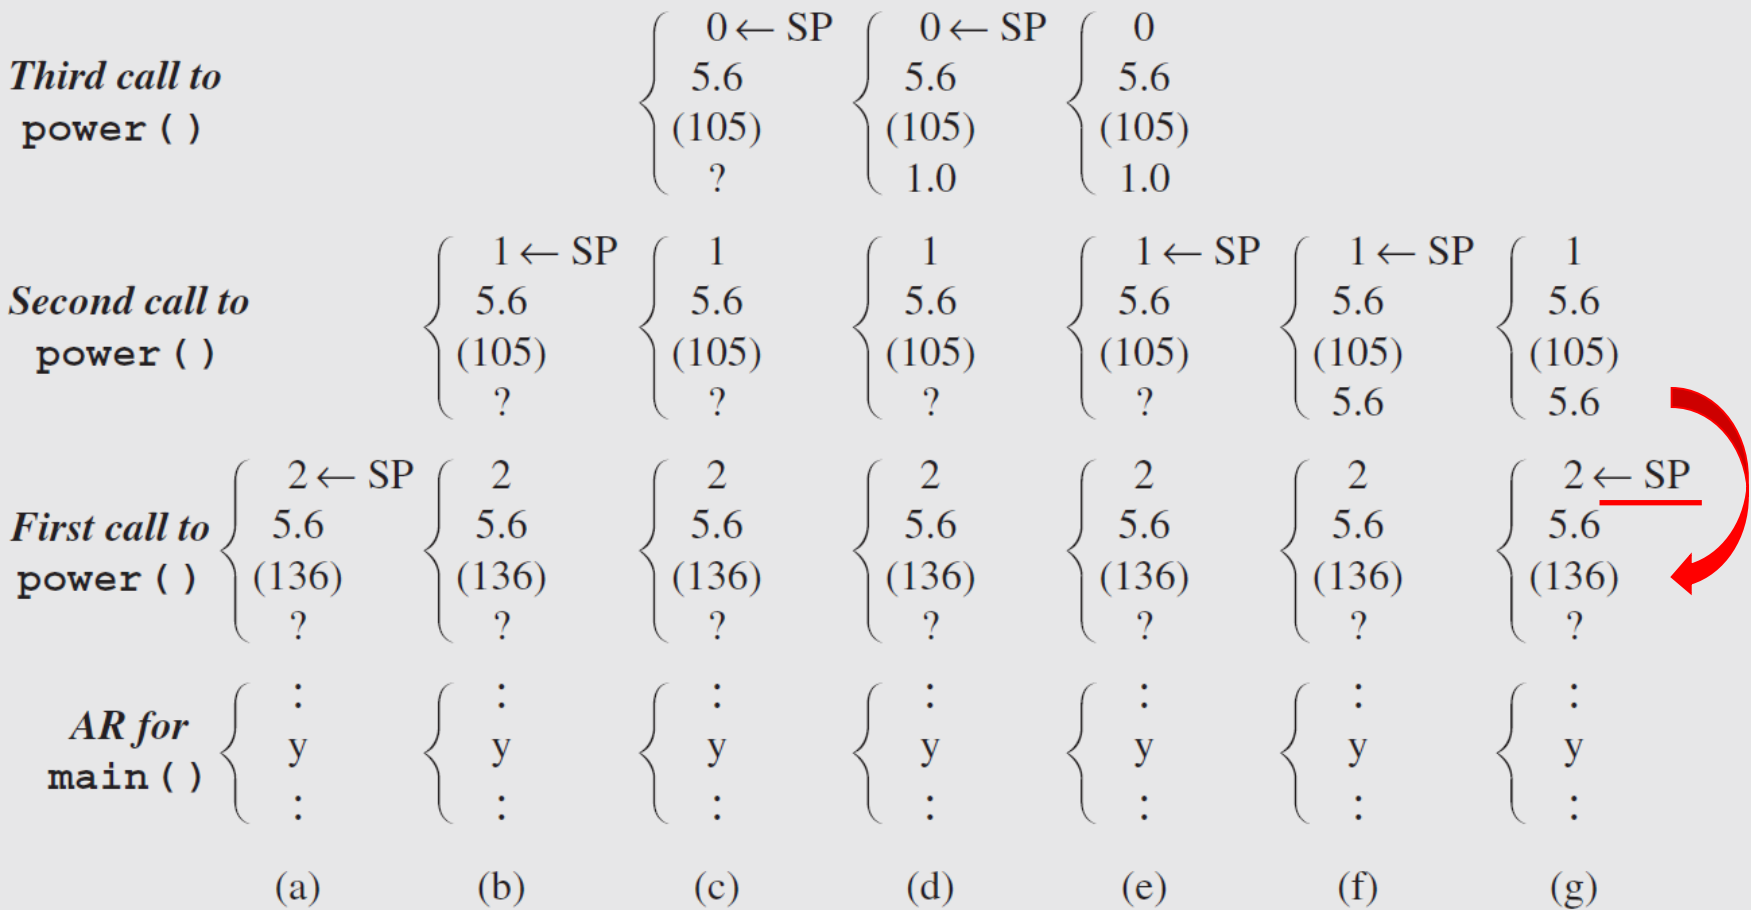 0 ← SP 0 ← SP 0
Third call to 5.6 5.6 5.6
power() (105) (105) (105)
? 1.0 1.0
1 ← SP 1 1 1 ← SP 1 ← SP 1
Second call to 5.6 5.6 5.6 5.6 5.6 5.6
power() (105) (105) (105) (105) (105) (105)
? ? ? ? 5.6 5.6
2 ← SP 2 2 2 2 2 2 ← SP
First call to 5.6 5.6 5.6 5.6 5.6 5.6 5.6
power() (136) (136) (136) (136) (136) (136) (136)
? ? ? ? ? ? ?
: : : : : : :
AR for y y y y y y y
main() : : : : : : :
(a) (b) (c) (d) (e) (f) (g)